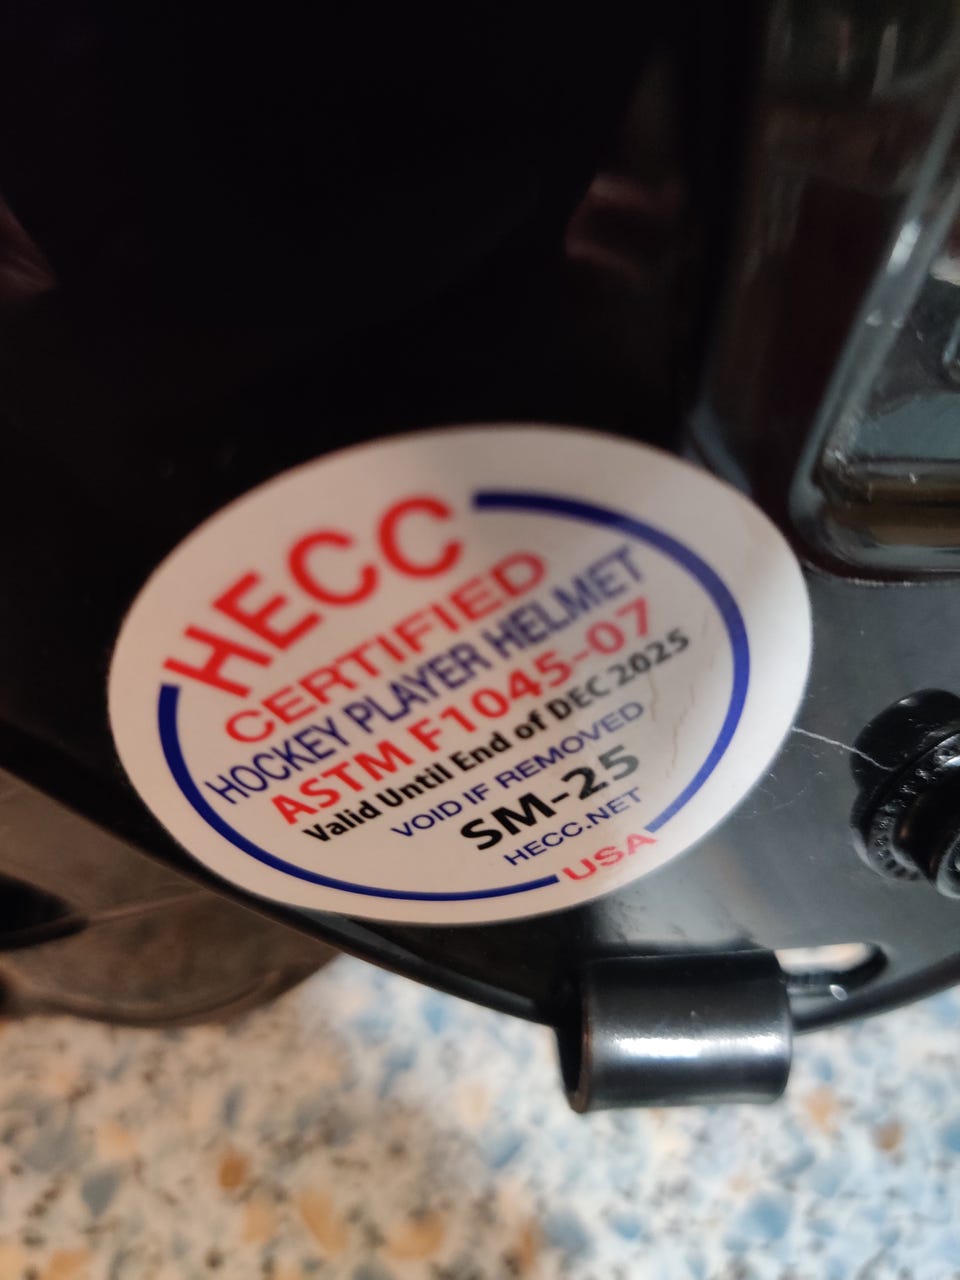 HECC
CERTIFIED
HOCKEY PLAYER HELMET
ASTM F1045-07
Valid Until End of DEC 2025
VOID IF REMOVED
SM-25
HECC.NET
USA